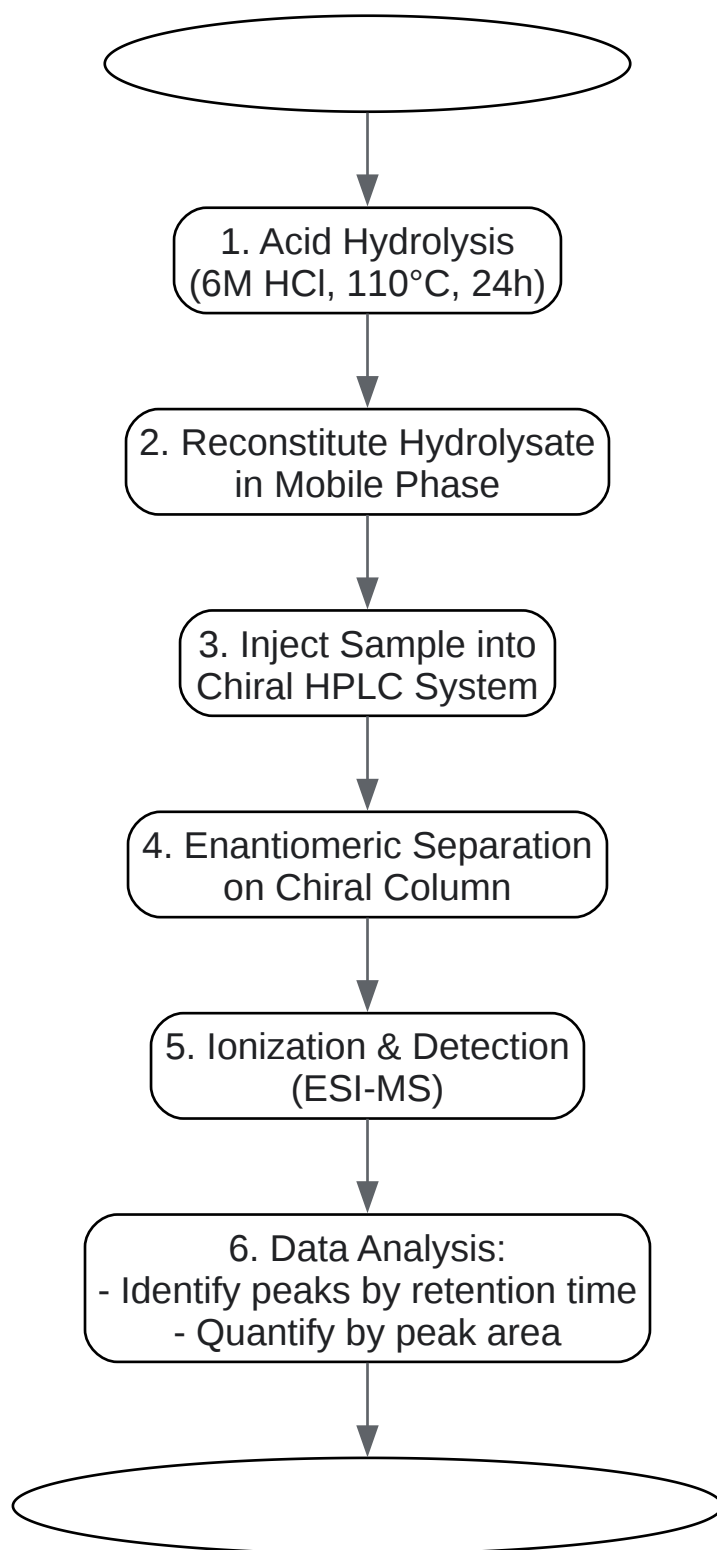 1. Acid Hydrolysis
(6M HCl, 110°C, 24h)
2. Reconstitute Hydrolysate
in Mobile Phase
3. Inject Sample into
Chiral HPLC System
4. Enantiomeric Separation
on Chiral Column
5. Ionization & Detection
(ESI-MS)
6. Data Analysis:
- Identify peaks by retention time
- Quantify by peak area